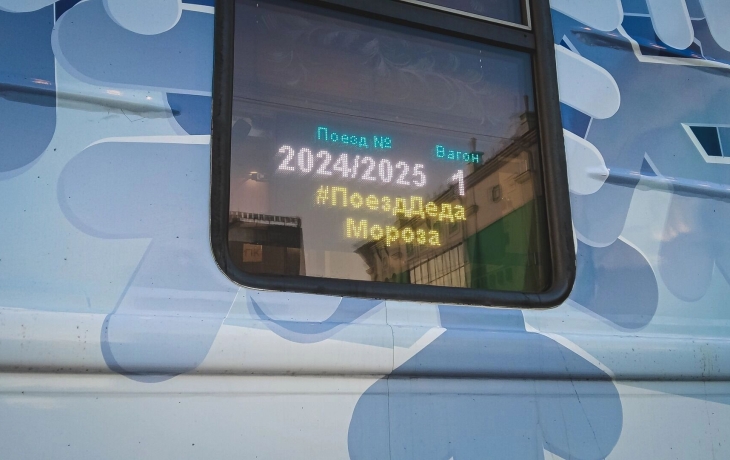 Поезд № Вагон
2024/2025 1
#ПоездДеда
Мороза